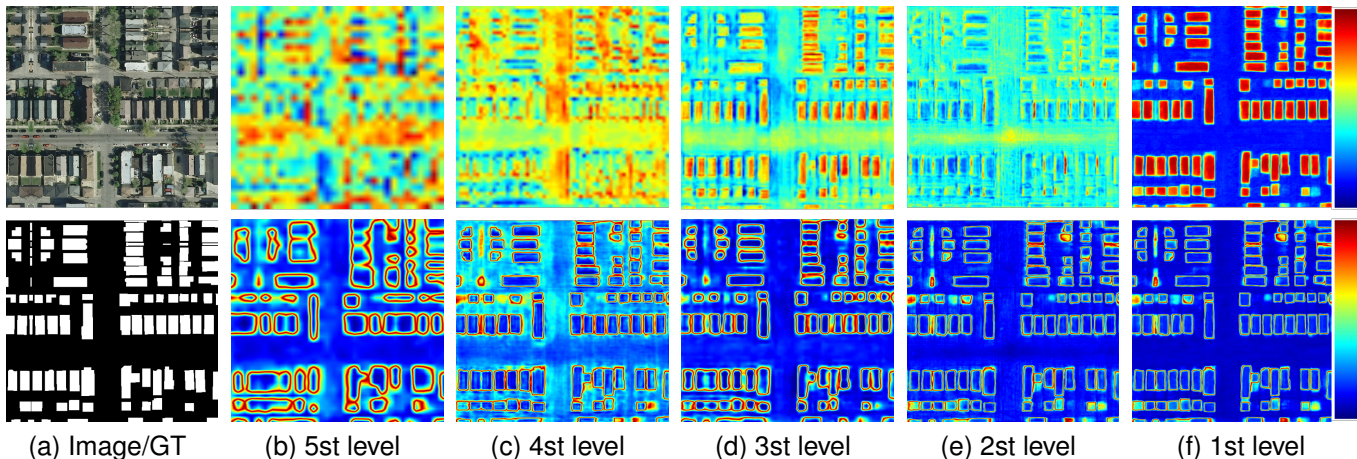 (a) Image/GT
(b) 5st level
(c) 4st level
(d) 3st level
(e) 2st level
(f) 1st level